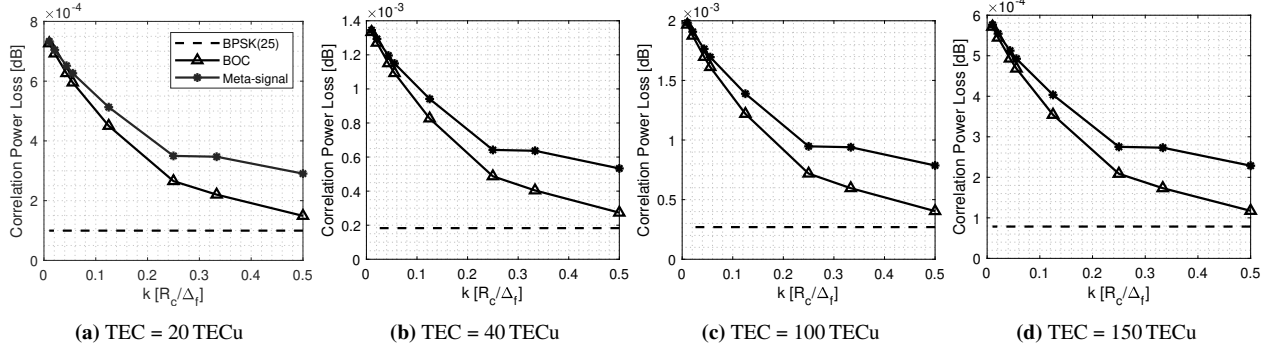 ×10⁻⁴
Correlation Power Loss [dB]
8
6
4
2
0
0 0.1 0.2 0.3 0.4 0.5
k [R_c/Δ_f]
BPSK(25)
BOC
Meta-signal
(a) TEC = 20 TECu
×10⁻³
Correlation Power Loss [dB]
1.4
1.2
1
0.8
0.6
0.4
0.2
0
0 0.1 0.2 0.3 0.4 0.5
k [R_c/Δ_f]
(b) TEC = 40 TECu
×10⁻³
Correlation Power Loss [dB]
2
1.5
1
0.5
0
0 0.1 0.2 0.3 0.4 0.5
k [R_c/Δ_f]
(c) TEC = 100 TECu
×10⁻⁴
Correlation Power Loss [dB]
6
5
4
3
2
1
0
0 0.1 0.2 0.3 0.4 0.5
k [R_c/Δ_f]
(d) TEC = 150 TECu